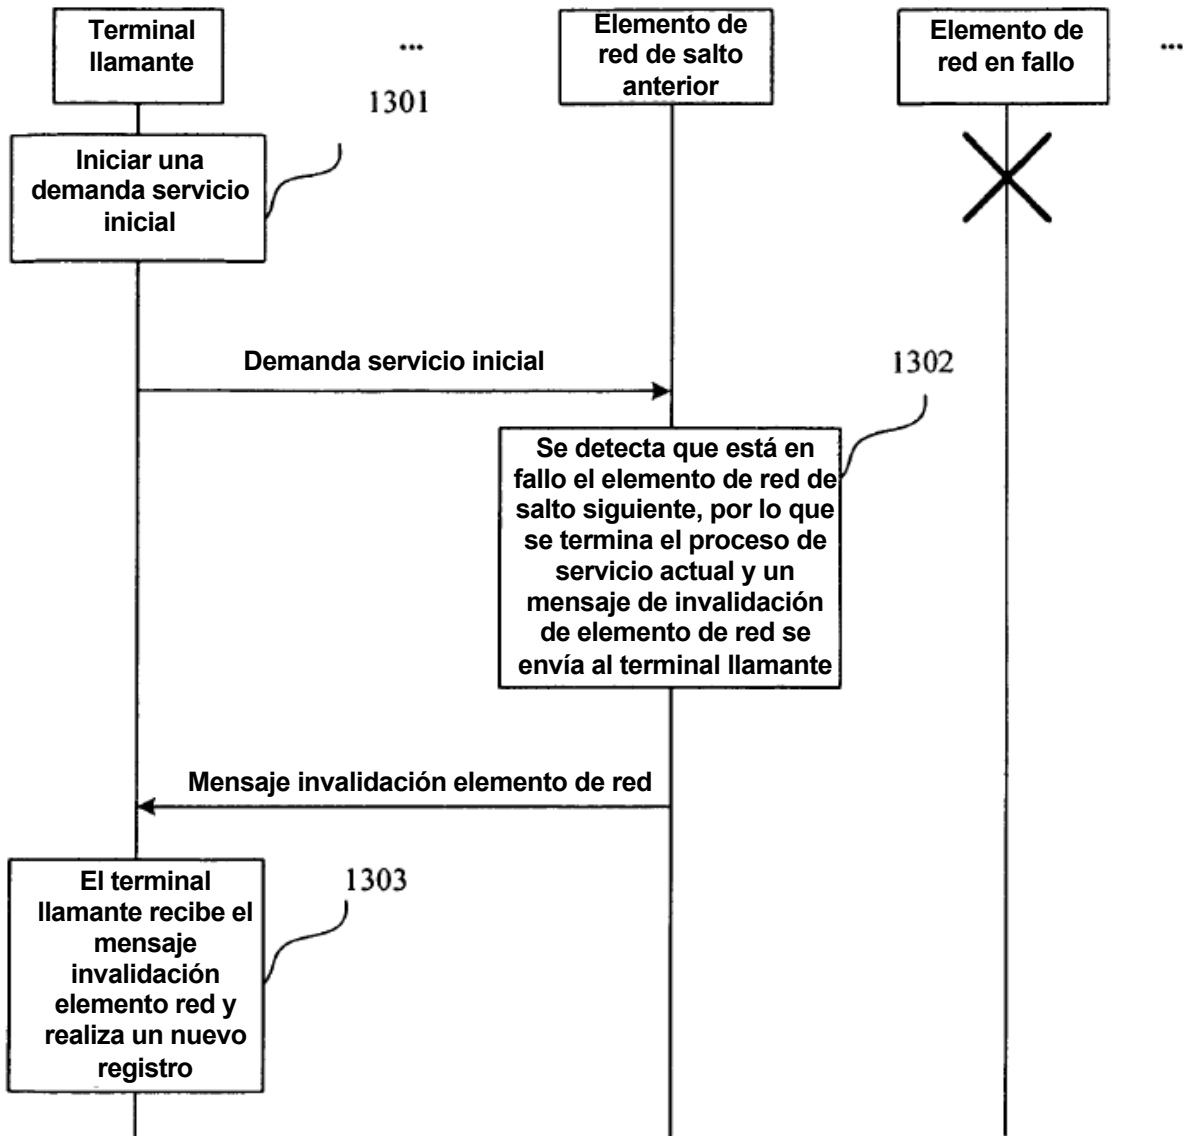 Terminal
llamante
...
Elemento de
red de salto
anterior
Elemento de
red en fallo
...
1301
Iniciar una
demanda servicio
inicial
Demanda servicio inicial
1302
Se detecta que está en
fallo el elemento de red de
salto siguiente, por lo que
se termina el proceso de
servicio actual y un
mensaje de invalidación
de elemento de red se
envía al terminal llamante
Mensaje invalidación elemento de red
1303
El terminal
llamante recibe el
mensaje
invalidación
elemento red y
realiza un nuevo
registro